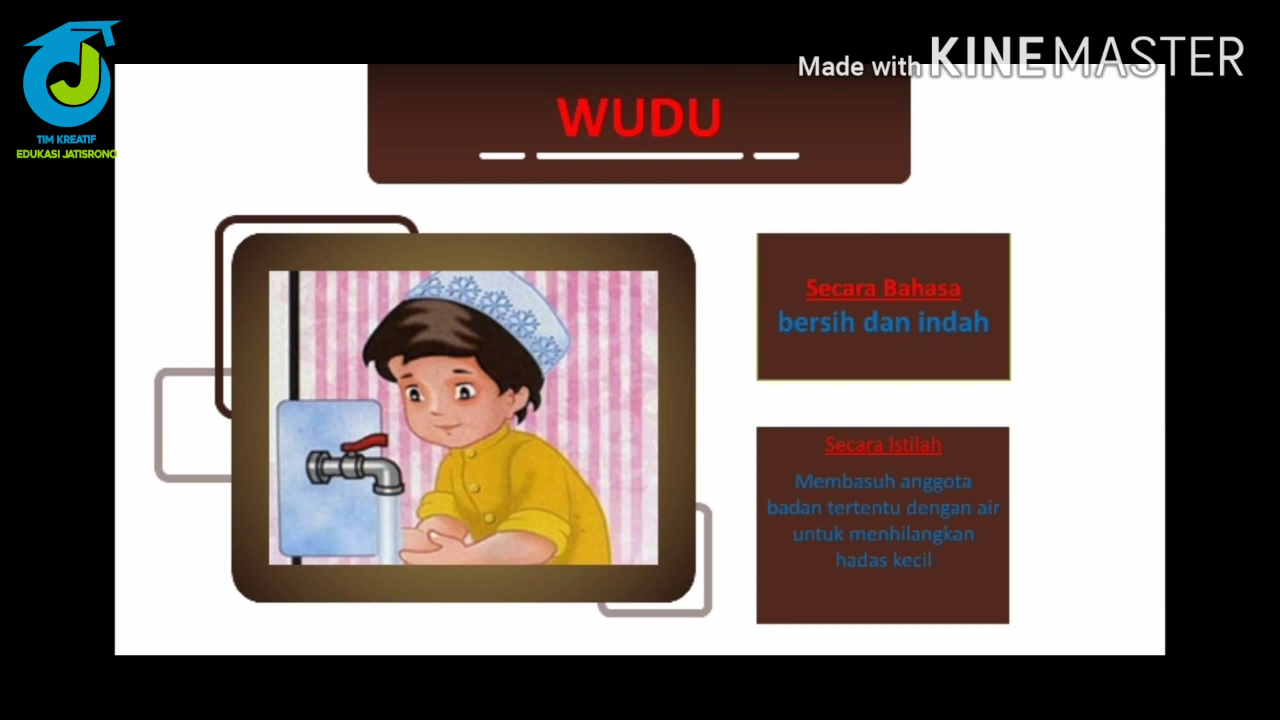 TIM KREATIF
EDUKASI JATISRONO
Made with KINEMASTER
WUDU
Secara Bahasa
bersih dan indah
Secara Istilah
Membasuh anggota
badan tertentu dengan air
untuk menhilangkan
hadas kecil